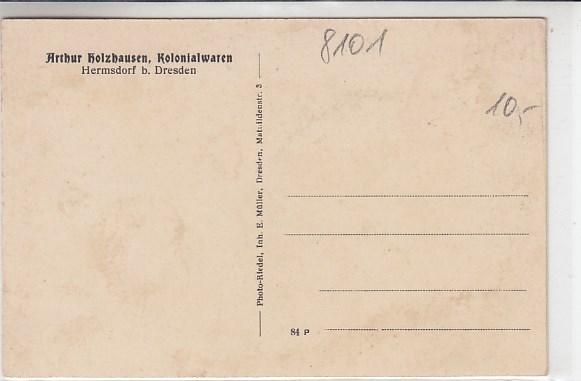 Arthur Holzhausen, Kolonialwaren
Hermsdorf b. Dresden
Photo-Riedel, Inh. E. Müller, Dresden, Mathildenstr. 3
8101
10,-
84 P